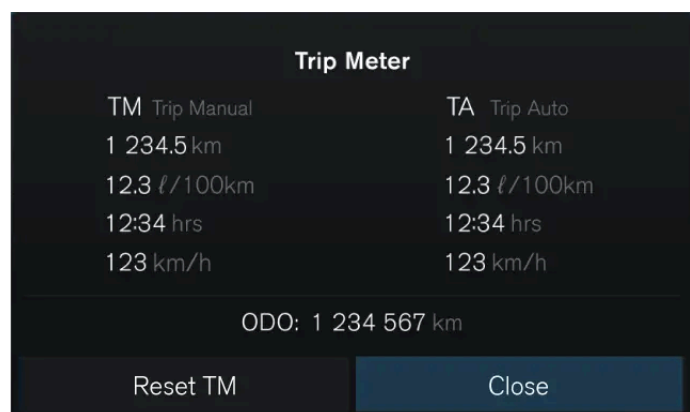 Trip Meter
TM Trip Manual TA Trip Auto
1 234.5 km 1 234.5 km
12.3 ℓ/100km 12.3 ℓ/100km
12:34 hrs 12:34 hrs
123 km/h 123 km/h
ODO: 1 234 567 km
Reset TM Close